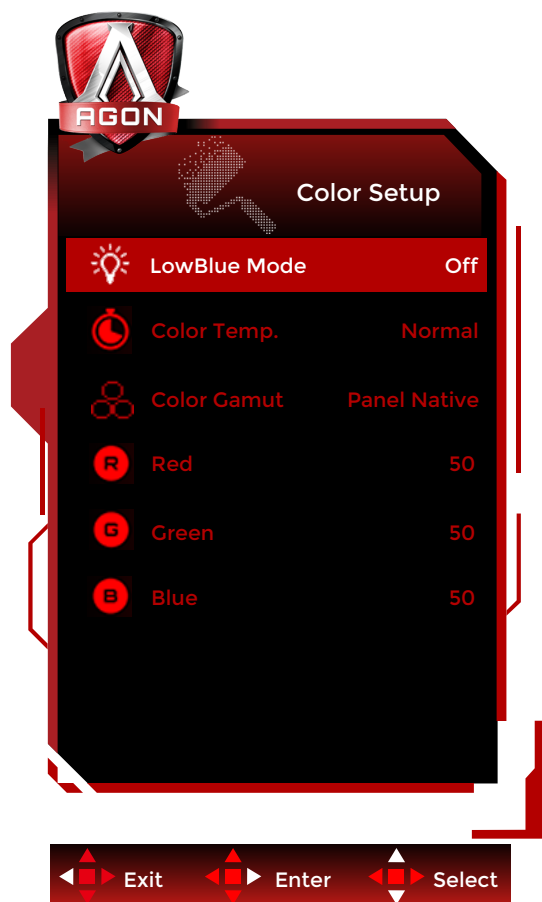 AGON
Color Setup
LowBlue Mode Off
Color Temp. Normal
Color Gamut Panel Native
R Red 50
G Green 50
B Blue 50
Exit Enter Select